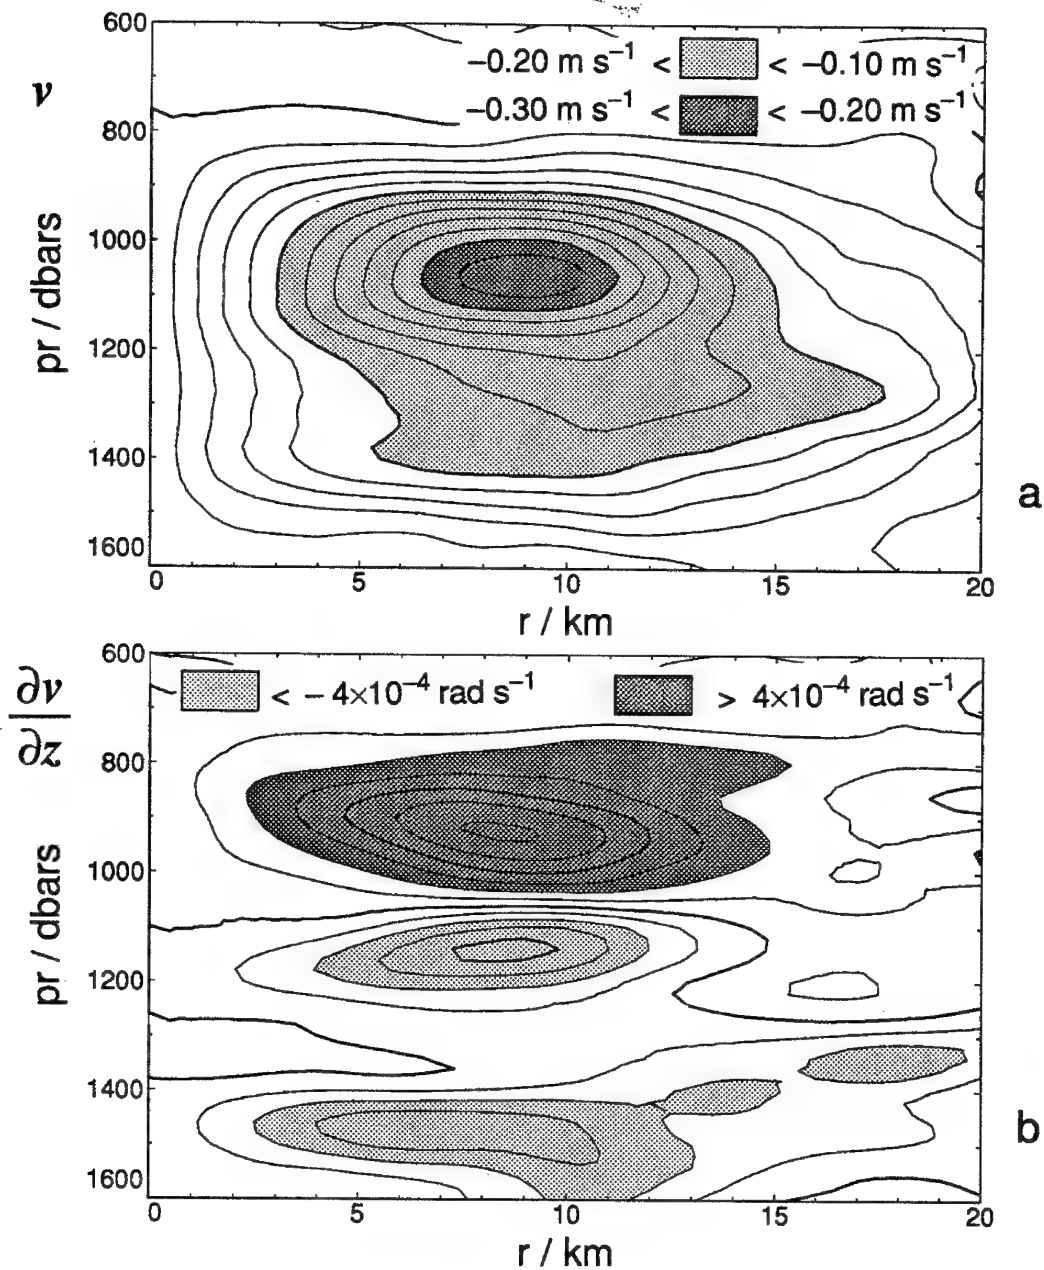 600
800
1000
1200
1400
1600
v
pr / dbars
−0.20 m s⁻¹ < < −0.10 m s⁻¹
−0.30 m s⁻¹ < < −0.20 m s⁻¹
a
0 5 10 15 20
r / km
600
800
1000
1200
1400
1600
∂v
∂z
pr / dbars
< − 4×10⁻⁴ rad s⁻¹ > 4×10⁻⁴ rad s⁻¹
b
0 5 10 15 20
r / km